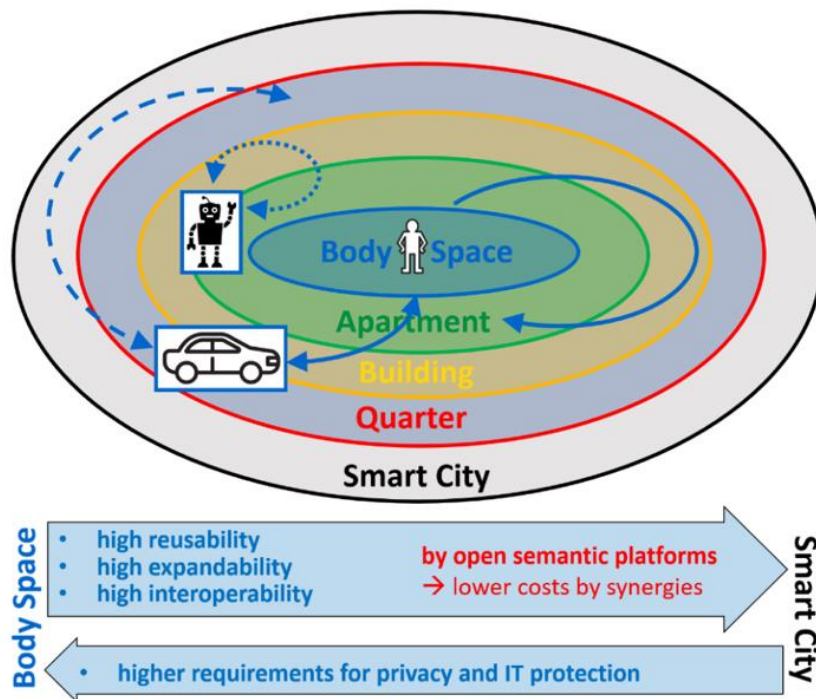 Body Space
Apartment
Building
Quarter
Smart City
Body Space
• high reusability
• high expandability
• high interoperability
by open semantic platforms
→ lower costs by synergies
Smart City
• higher requirements for privacy and IT protection